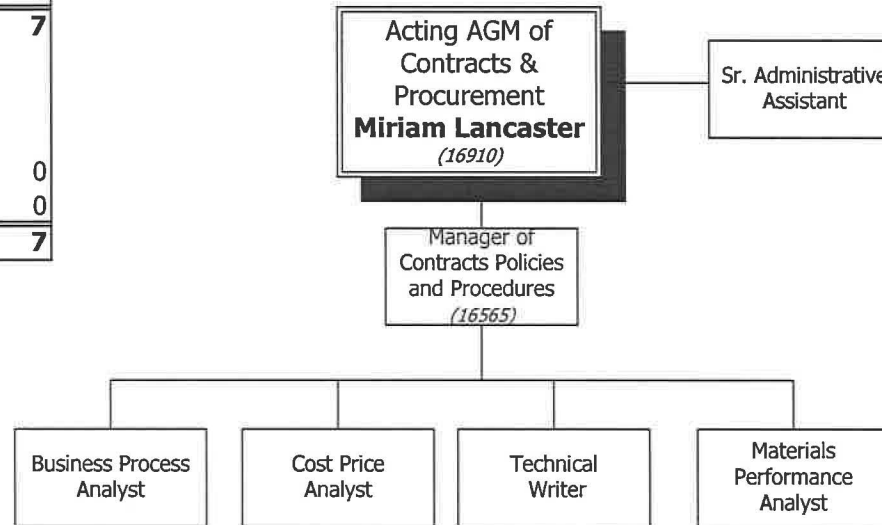 7
0
0
7
Acting AGM of
Contracts &
Procurement
Miriam Lancaster
(16910)
Sr. Administrative
Assistant
Manager of
Contracts Policies
and Procedures
(16565)
Business Process
Analyst
Cost Price
Analyst
Technical
Writer
Materials
Performance
Analyst